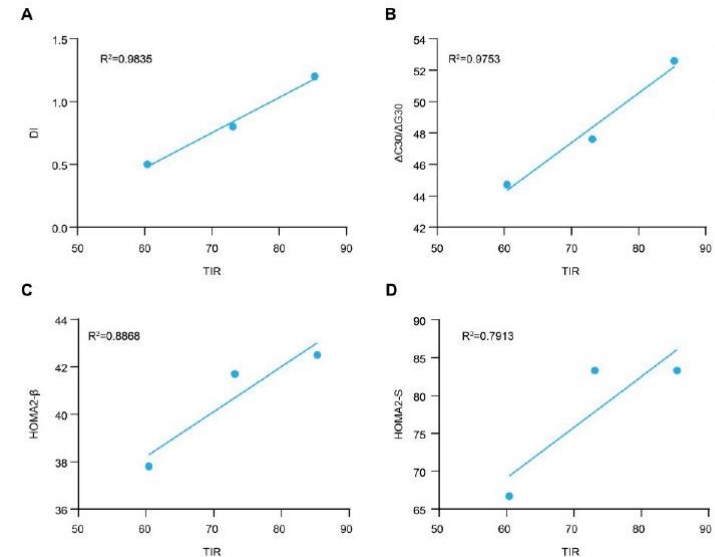 A
R²=0.9835
1.5
1.0
0.5
0.0
DI
50 60 70 80 90
TIR
B
R²=0.9753
54
52
50
48
46
44
42
ΔC30/ΔG30
50 60 70 80 90
TIR
C
R²=0.8868
44
42
40
38
36
HOMA2-β
50 60 70 80 90
TIR
D
R²=0.7913
90
85
80
75
70
65
HOMA2-S
50 60 70 80 90
TIR